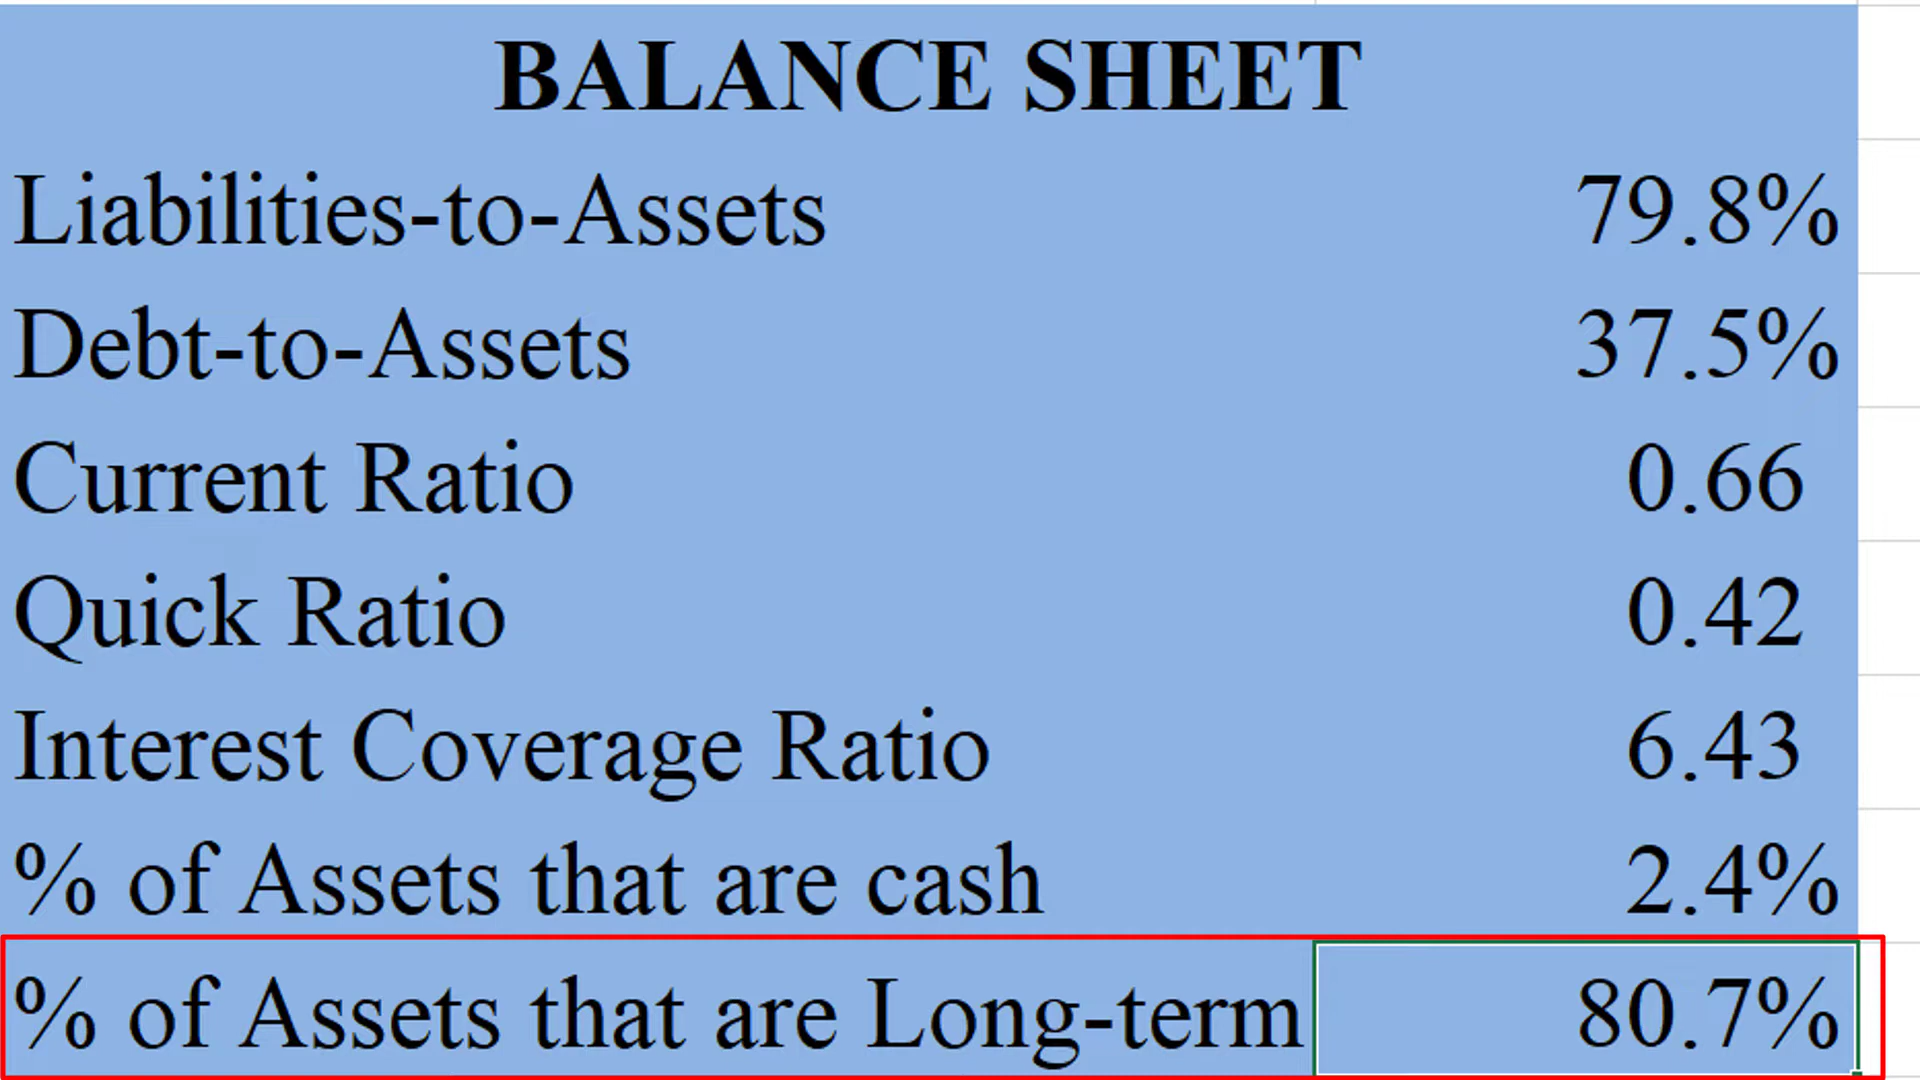 BALANCE SHEET
Liabilities-to-Assets 79.8%
Debt-to-Assets 37.5%
Current Ratio 0.66
Quick Ratio 0.42
Interest Coverage Ratio 6.43
% of Assets that are cash 2.4%
% of Assets that are Long-term 80.7%